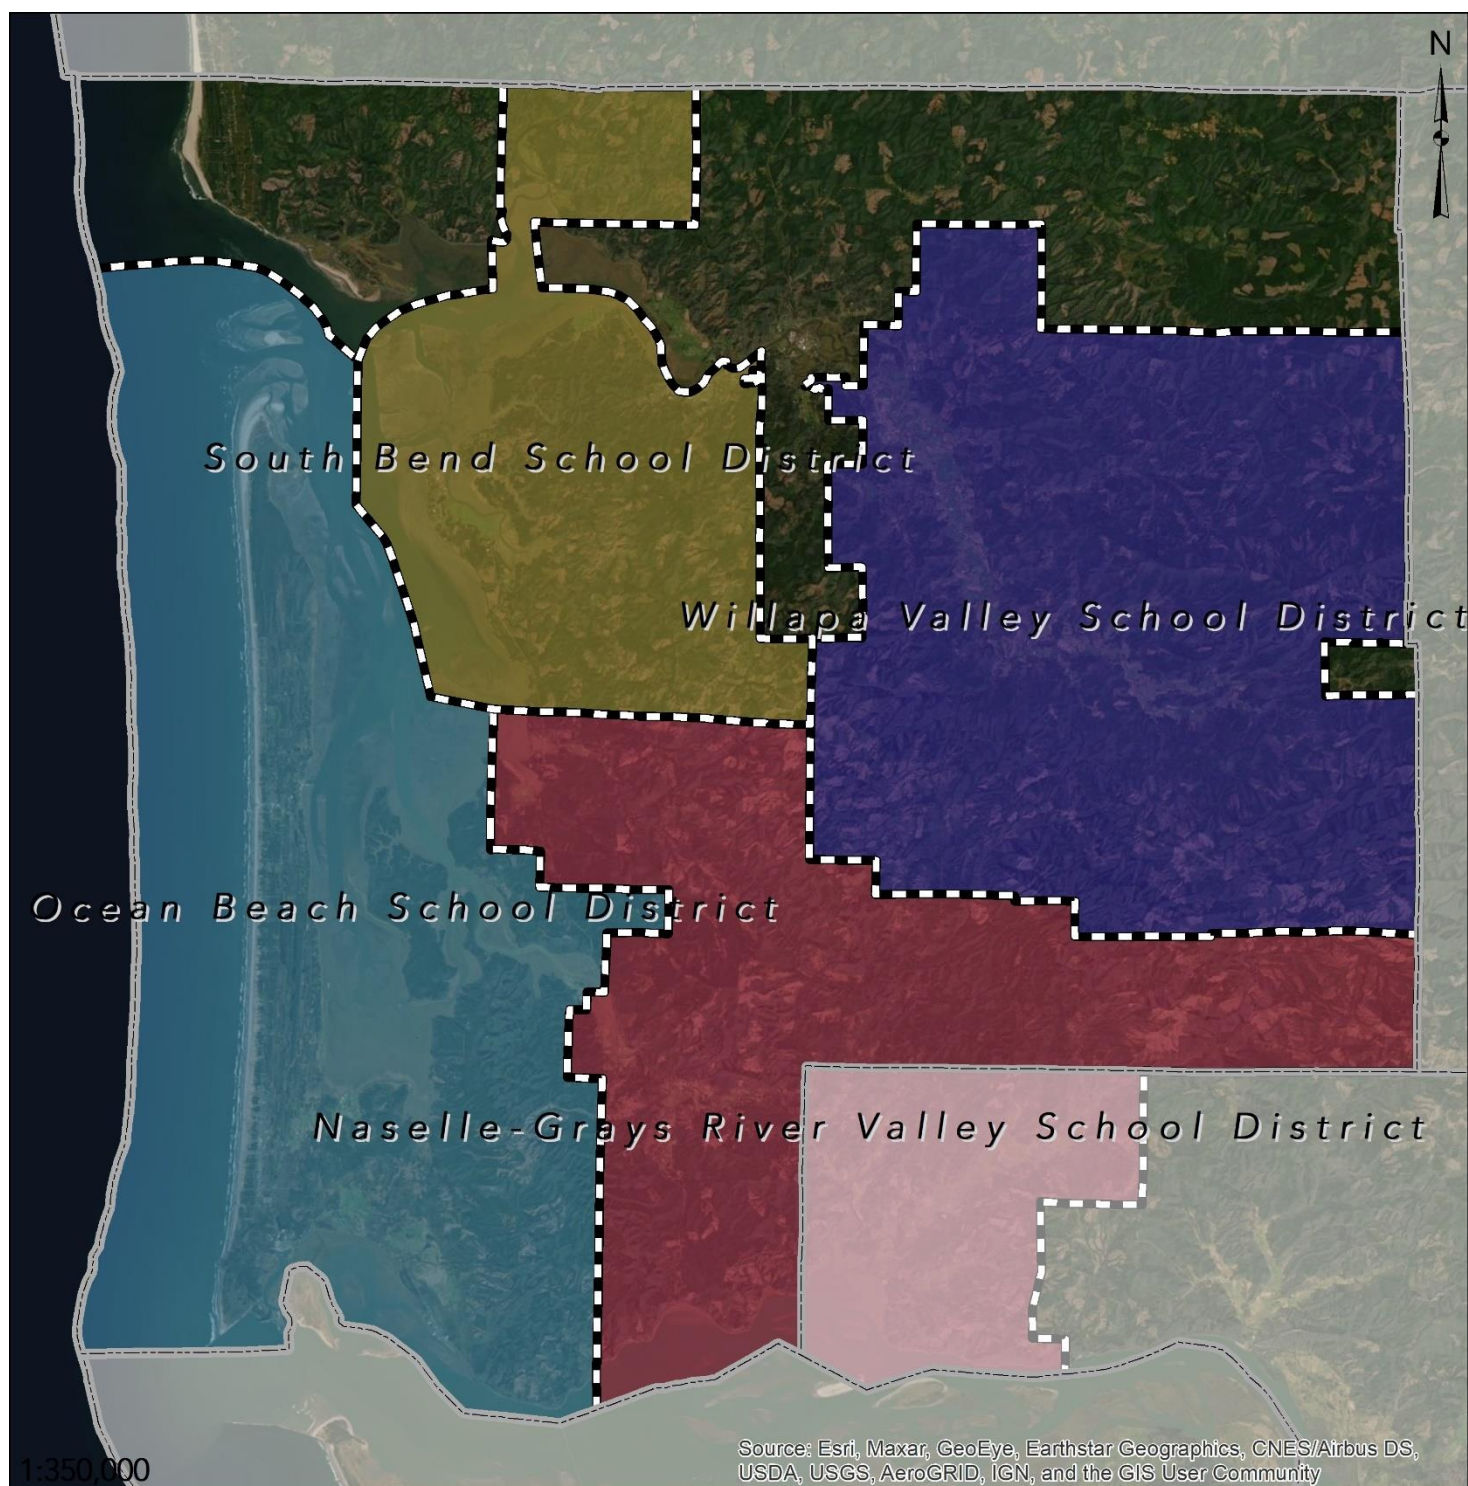 N
South Bend School District
Willapa Valley School District
Ocean Beach School District
Naselle-Grays River Valley School District
Source: Esri, Maxar, GeoEye, Earthstar Geographics, CNES/Airbus DS,
USDA, USGS, AeroGRID, IGN, and the GIS User Community
1:350,000